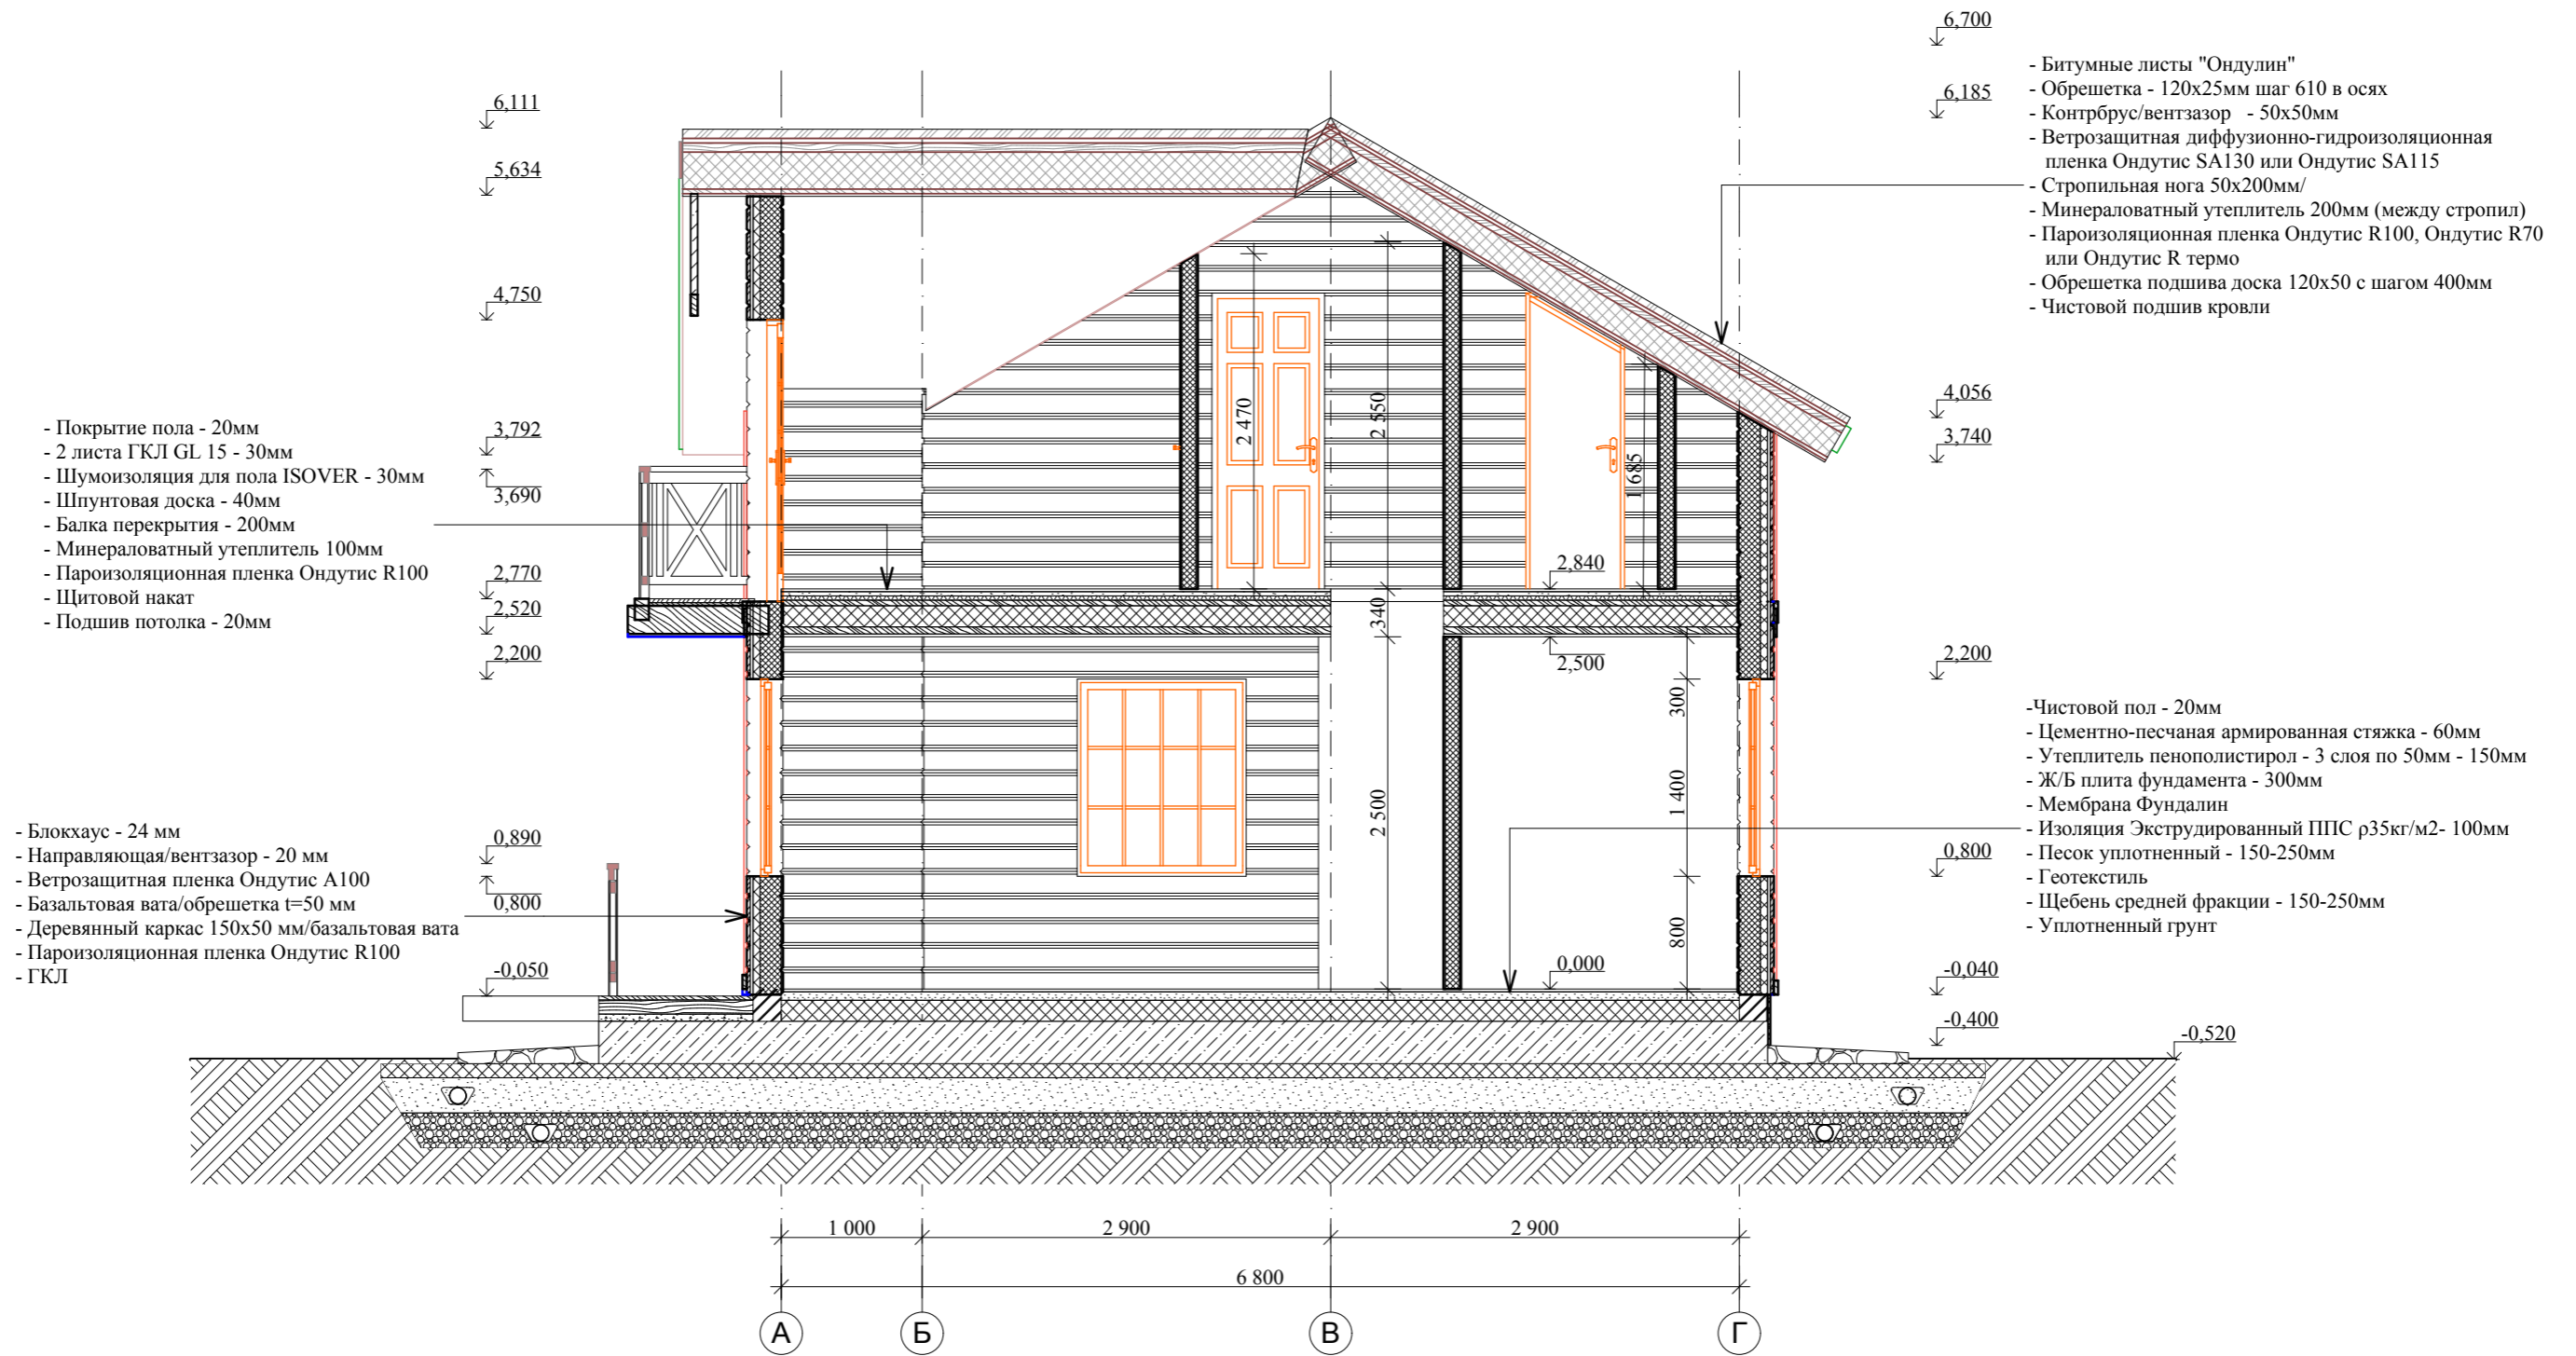 6,700
6,185
4,056
3,740
2,200
0,800
-0,040
-0,400
-0,520
- Битумные листы "Ондулин"
- Обрешетка - 120х25мм шаг 610 в осях
- Контрбрус/вентзазор - 50х50мм
- Ветрозащитная диффузионно-гидроизоляционная
пленка Ондутис SA130 или Ондутис SA115
- Стропильная нога 50х200мм/
- Минераловатный утеплитель 200мм (между стропил)
- Пароизоляционная пленка Ондутис R100, Ондутис R70
или Ондутис R термо
- Обрешетка подшива доска 120х50 с шагом 400мм
- Чистовой подшив кровли
6,111
5,634
4,750
3,792
3,690
2,770
2,520
2,200
0,890
0,800
-0,050
- Покрытие пола - 20мм
- 2 листа ГКЛ GL 15 - 30мм
- Шумоизоляция для пола ISOVER - 30мм
- Шпунтовая доска - 40мм
- Балка перекрытия - 200мм
- Минераловатный утеплитель 100мм
- Пароизоляционная пленка Ондутис R100
- Щитовой накат
- Подшив потолка - 20мм
2 470
2 550
1 685
2,840
340
2,500
300
1 400
2 500
800
0,000
-Чистовой пол - 20мм
- Цементно-песчаная армированная стяжка - 60мм
- Утеплитель пенополистирол - 3 слоя по 50мм - 150мм
- Ж/Б плита фундамента - 300мм
- Мембрана Фундалин
- Изоляция Экструдированный ППС ρ35кг/м2- 100мм
- Песок уплотненный - 150-250мм
- Геотекстиль
- Щебень средней фракции - 150-250мм
- Уплотненный грунт
- Блокхаус - 24 мм
- Направляющая/вентзазор - 20 мм
- Ветрозащитная пленка Ондутис А100
- Базальтовая вата/обрешетка t=50 мм
- Деревянный каркас 150х50 мм/базальтовая вата
- Пароизоляционная пленка Ондутис R100
- ГКЛ
1 000
2 900
2 900
6 800
А
Б
В
Г